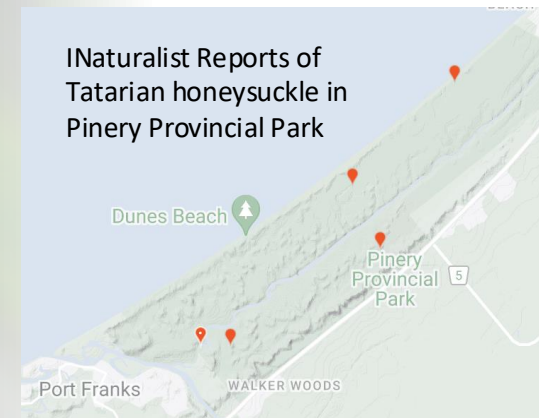 INaturalist Reports of
Tatarian honeysuckle in
Pinery Provincial Park
Dunes Beach
Pinery
Provincial
Park
5
Port Franks
WALKER WOODS